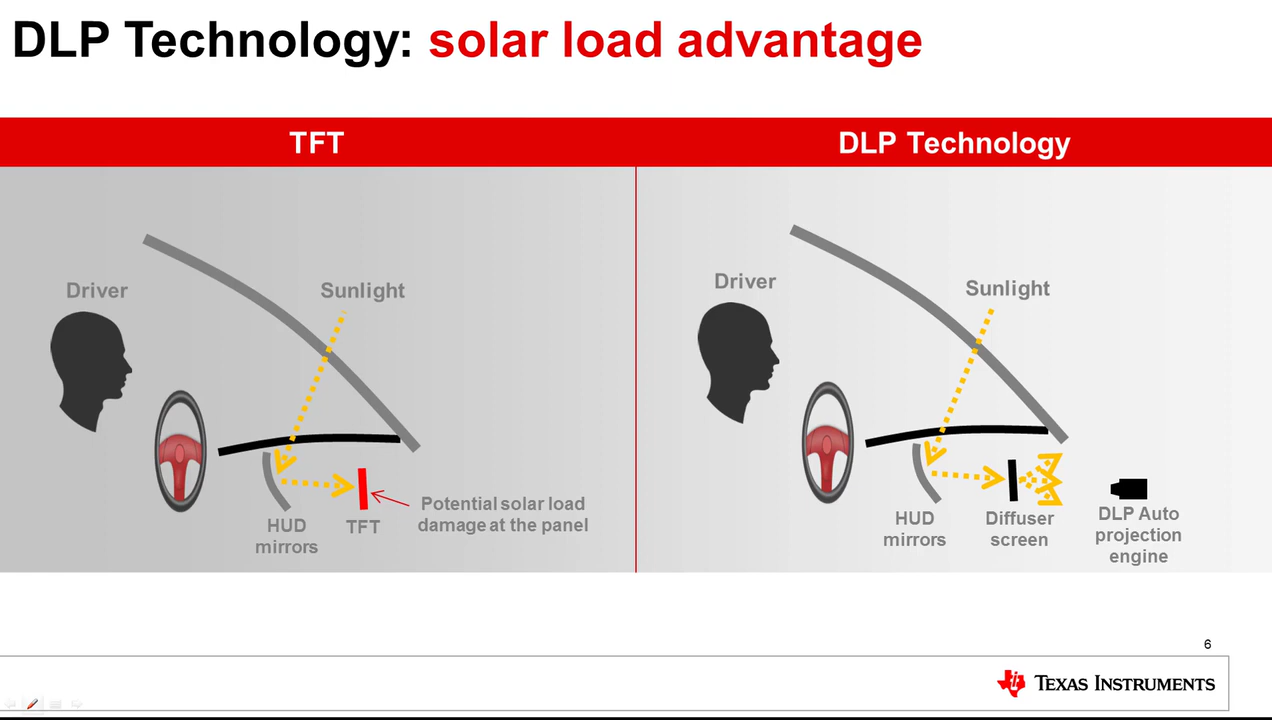 DLP Technology: solar load advantage
TFT
Driver
Sunlight
HUD
mirrors
TFT
Potential solar load
damage at the panel
DLP Technology
Driver
Sunlight
HUD
mirrors
Diffuser
screen
DLP Auto
projection
engine
6
TEXAS INSTRUMENTS